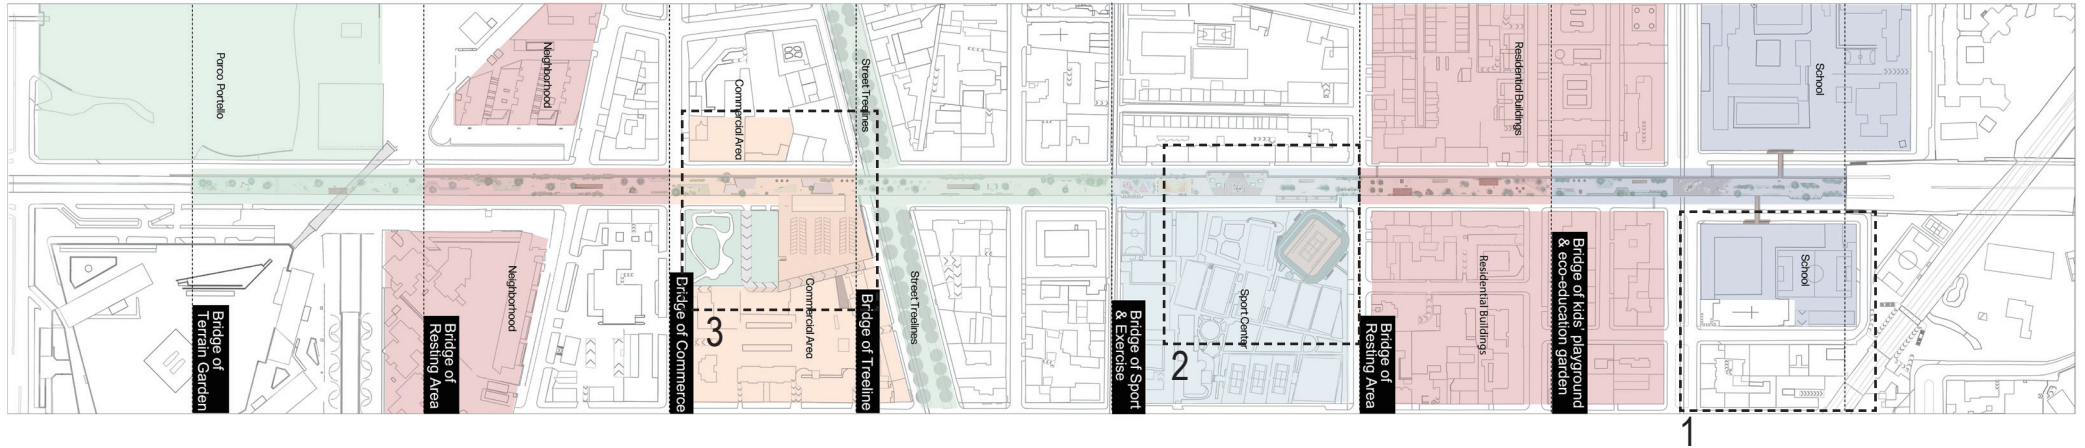 Parco Portello
Neighborhood
Commercial Area
Street Treelines
Residential Buildings
School
Neighborhood
Commercial Area
Street Treelines
Sport Center
Residential Buildings
School
Bridge of
Terrain Garden
Bridge of
Resting Area
Bridge of Commerce
Bridge of Treeline
Bridge of Sport
& Exercise
Bridge of
Resting Area
Bridge of kids' playground
& eco-education garden
3
2
1